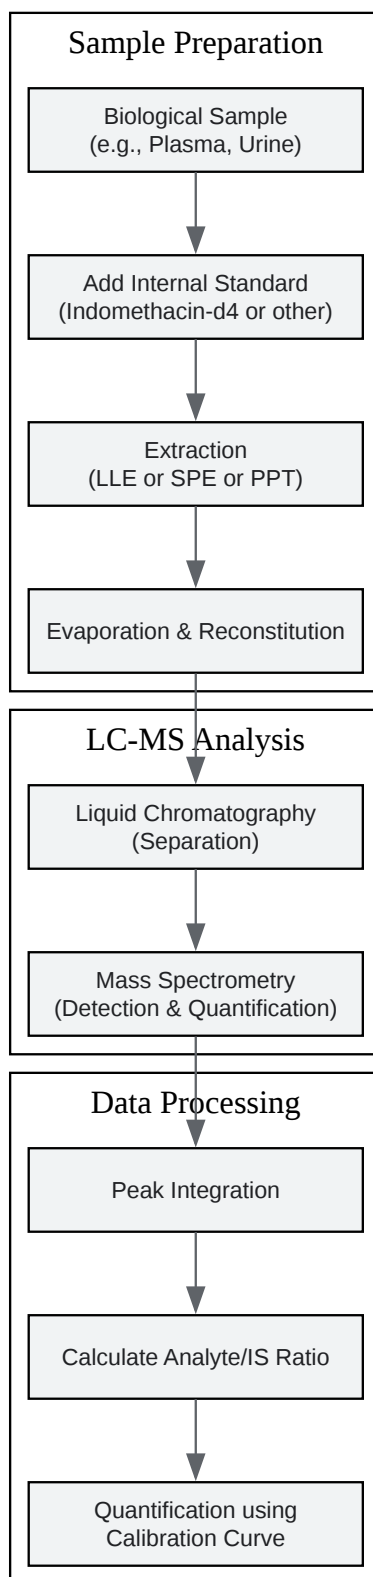 Sample Preparation
Biological Sample
(e.g., Plasma, Urine)
Add Internal Standard
(Indomethacin-d4 or other)
Extraction
(LLE or SPE or PPT)
Evaporation & Reconstitution
LC-MS Analysis
Liquid Chromatography
(Separation)
Mass Spectrometry
(Detection & Quantification)
Data Processing
Peak Integration
Calculate Analyte/IS Ratio
Quantification using
Calibration Curve